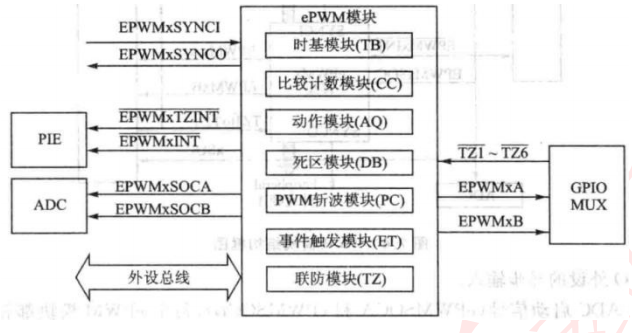 ePWM模块
EPWMxSYNCI
时基模块(TB)
EPWMxSYNCO
比较计数模块(CC)
EPWMxTZINT
动作模块(AQ)
PIE
EPWMxINT
死区模块(DB)
TZ1 ~ TZ6
EPWMxSOCA
PWM斩波模块(PC)
EPWMxA
GPIO
MUX
ADC
EPWMxSOCB
EPWMxB
事件触发模块(ET)
外设总线
联防模块(TZ)